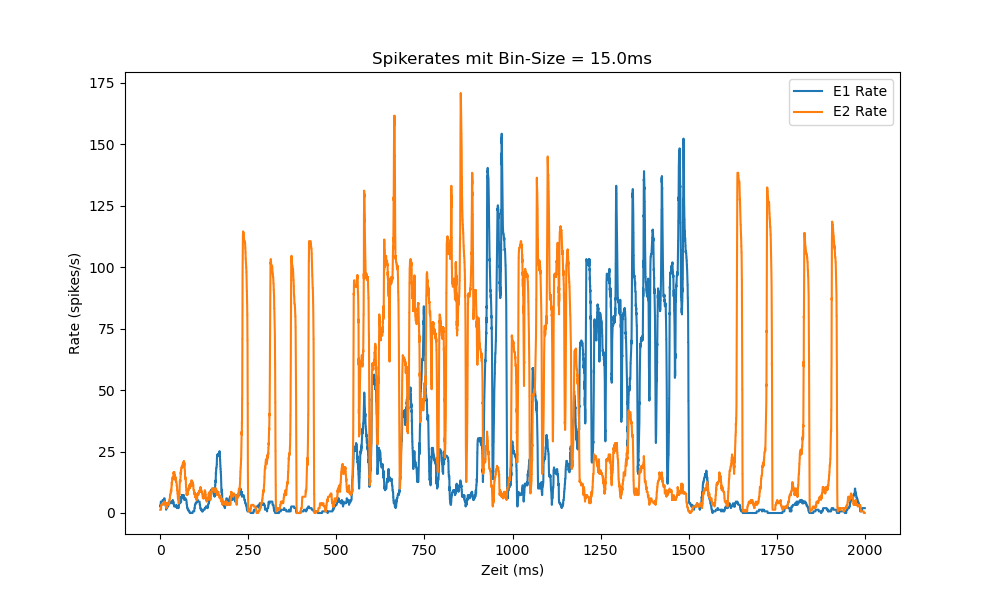 Spikerates mit Bin-Size = 15.0ms
E1 Rate
E2 Rate
175
150
125
100
75
50
25
0
Rate (spikes/s)
0 250 500 750 1000 1250 1500 1750 2000
Zeit (ms)